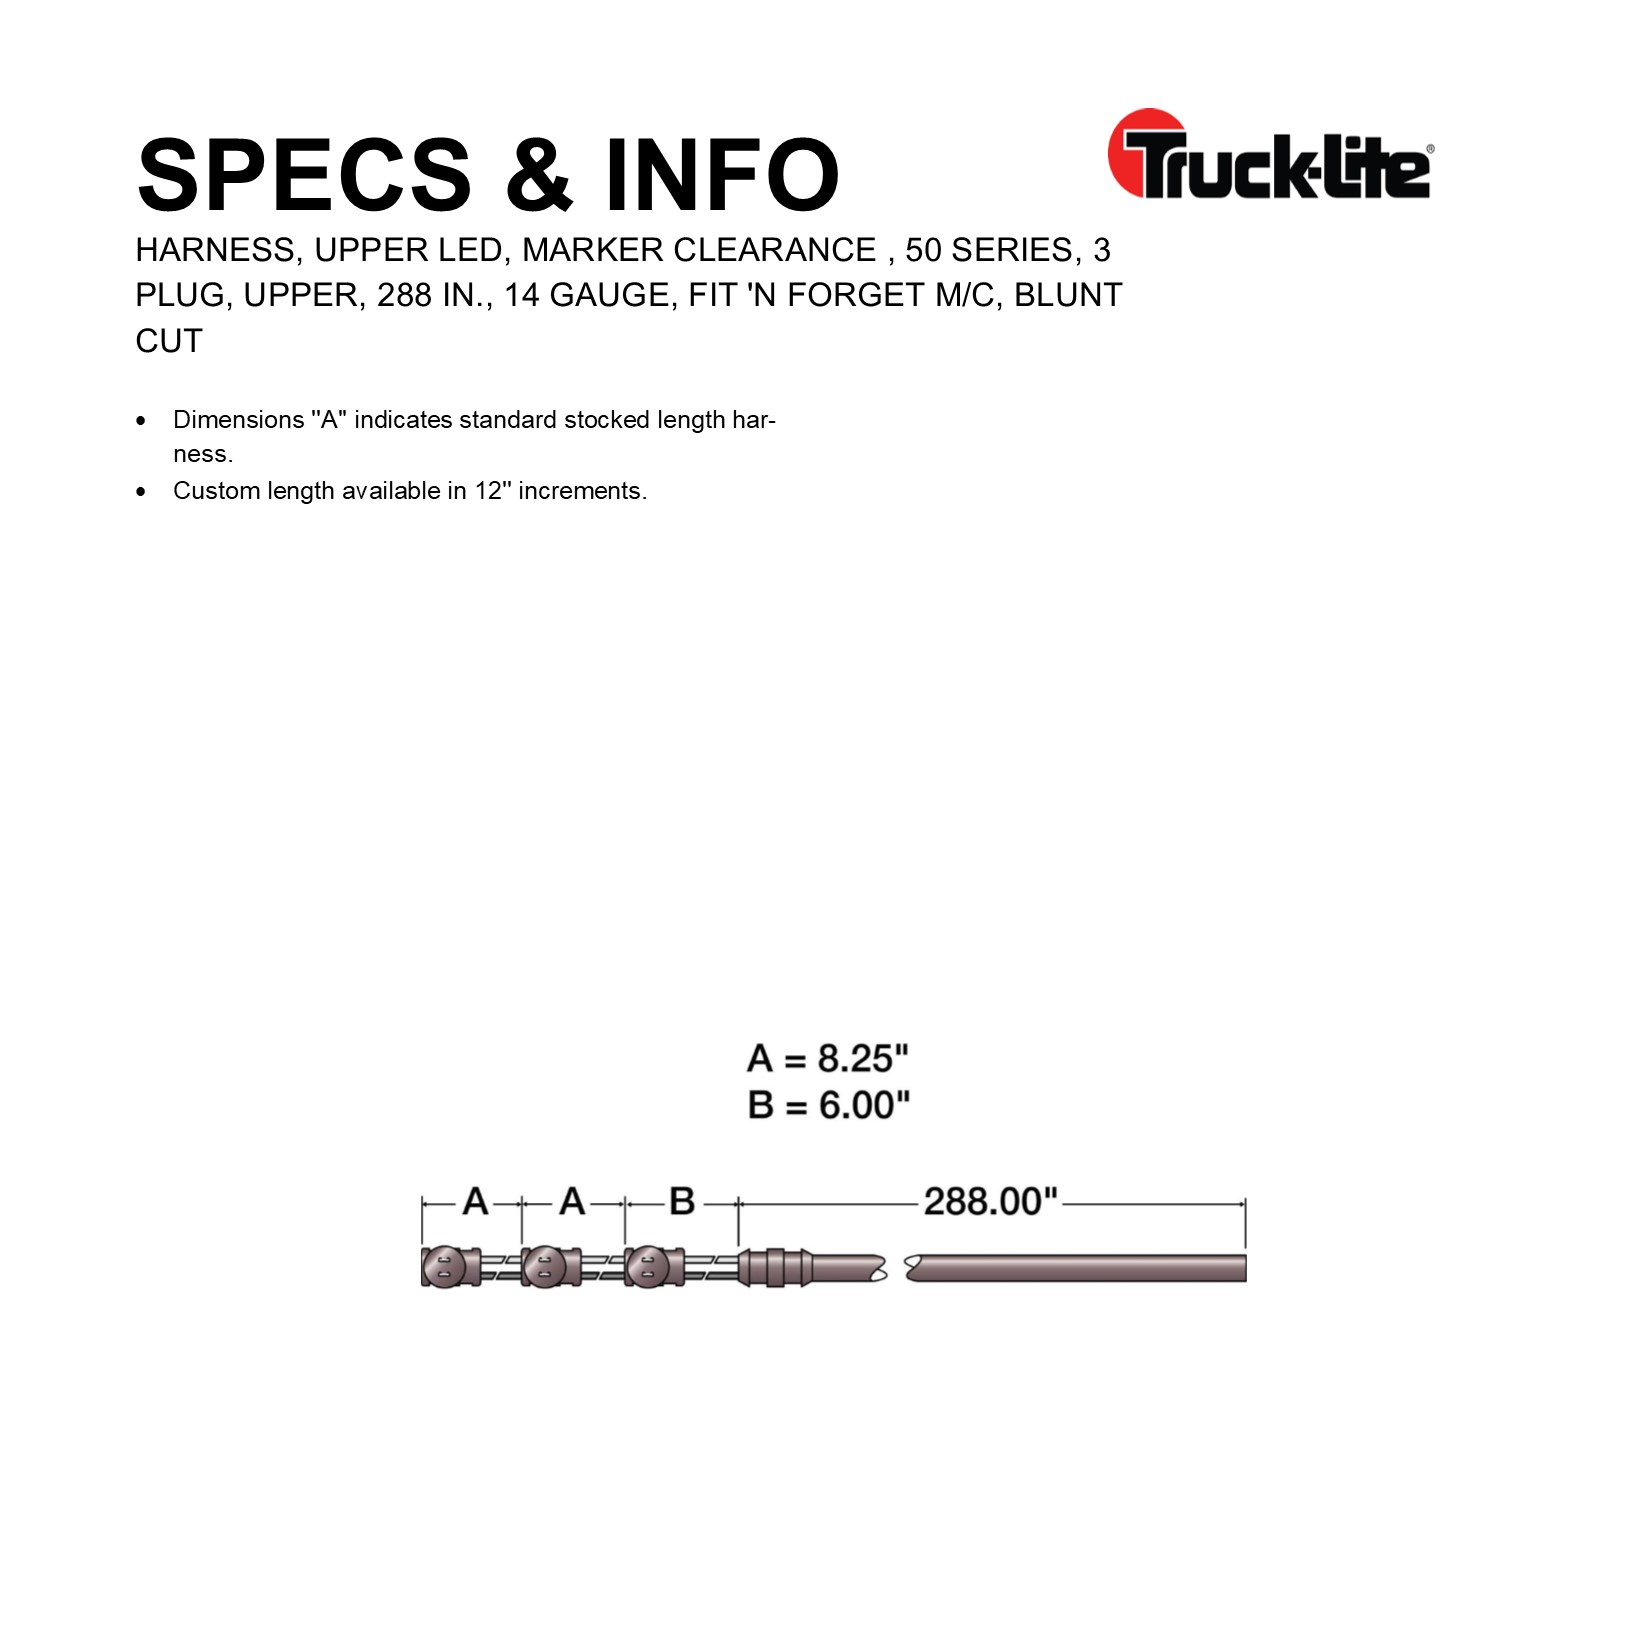 SPECS & INFO
Truck-Lite®
HARNESS, UPPER LED, MARKER CLEARANCE , 50 SERIES, 3
PLUG, UPPER, 288 IN., 14 GAUGE, FIT 'N FORGET M/C, BLUNT
CUT
• Dimensions "A" indicates standard stocked length har-
ness.
• Custom length available in 12" increments.
A = 8.25"
B = 6.00"
A A B 288.00"